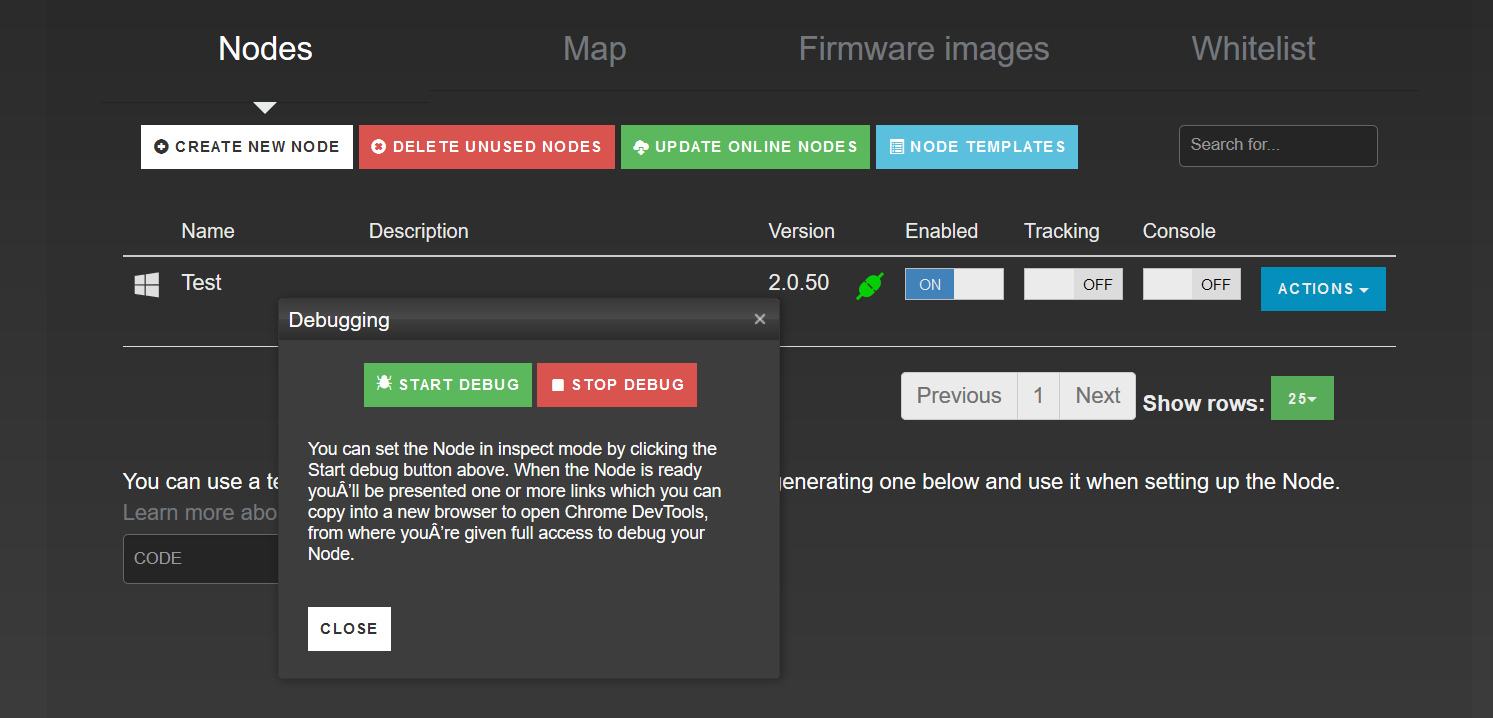 Nodes Map Firmware images Whitelist
CREATE NEW NODE DELETE UNUSED NODES UPDATE ONLINE NODES NODE TEMPLATES Search for...
Name Description Version Enabled Tracking Console
Test 2.0.50 ON OFF OFF ACTIONS
Debugging ×
START DEBUG STOP DEBUG
You can set the Node in inspect mode by clicking the
Start debug button above. When the Node is ready
youÂ’ll be presented one or more links which you can
copy into a new browser to open Chrome DevTools,
from where youÂ’re given full access to debug your
Node.
CLOSE
Previous 1 Next Show rows: 25
You can use a te
generating one below and use it when setting up the Node.
Learn more abo
CODE